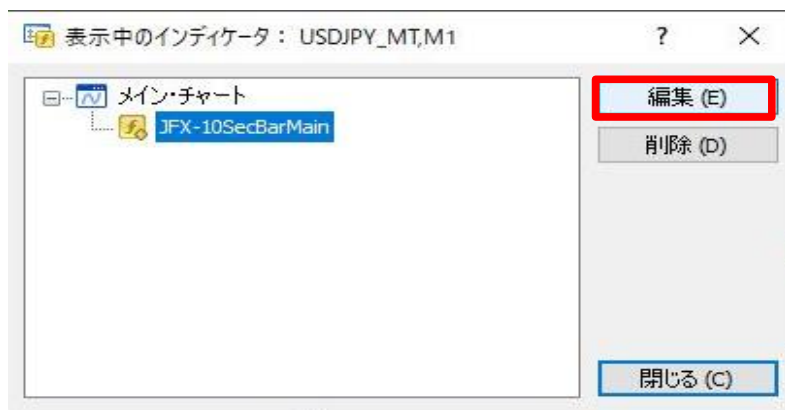 表示中のインディケータ： USDJPY_MT,M1
?
メイン・チャート
JFX-10SecBarMain
編集 (E)
削除 (D)
閉じる (C)